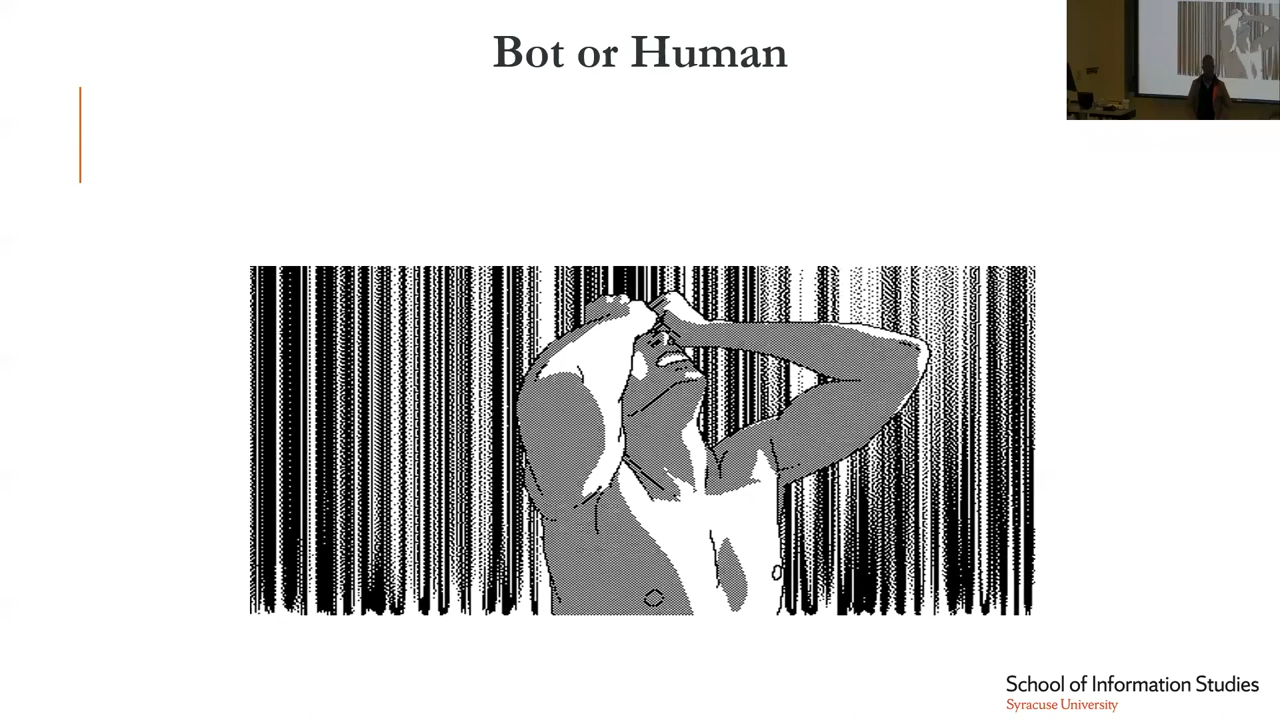 Bot or Human
School of Information Studies
Syracuse University